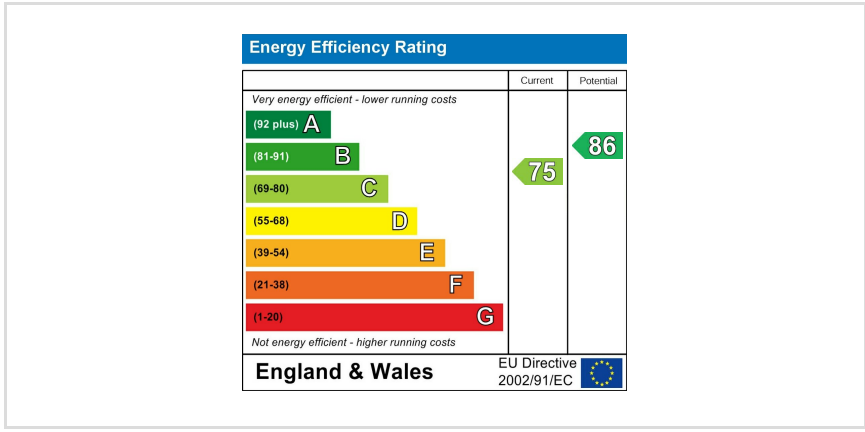 Energy Efficiency Rating
Current Potential
Very energy efficient - lower running costs
(92 plus) A
(81-91) B
(69-80) C
(55-68) D
(39-54) E
(21-38) F
(1-20) G
75
86
Not energy efficient - higher running costs
England & Wales
EU Directive
2002/91/EC